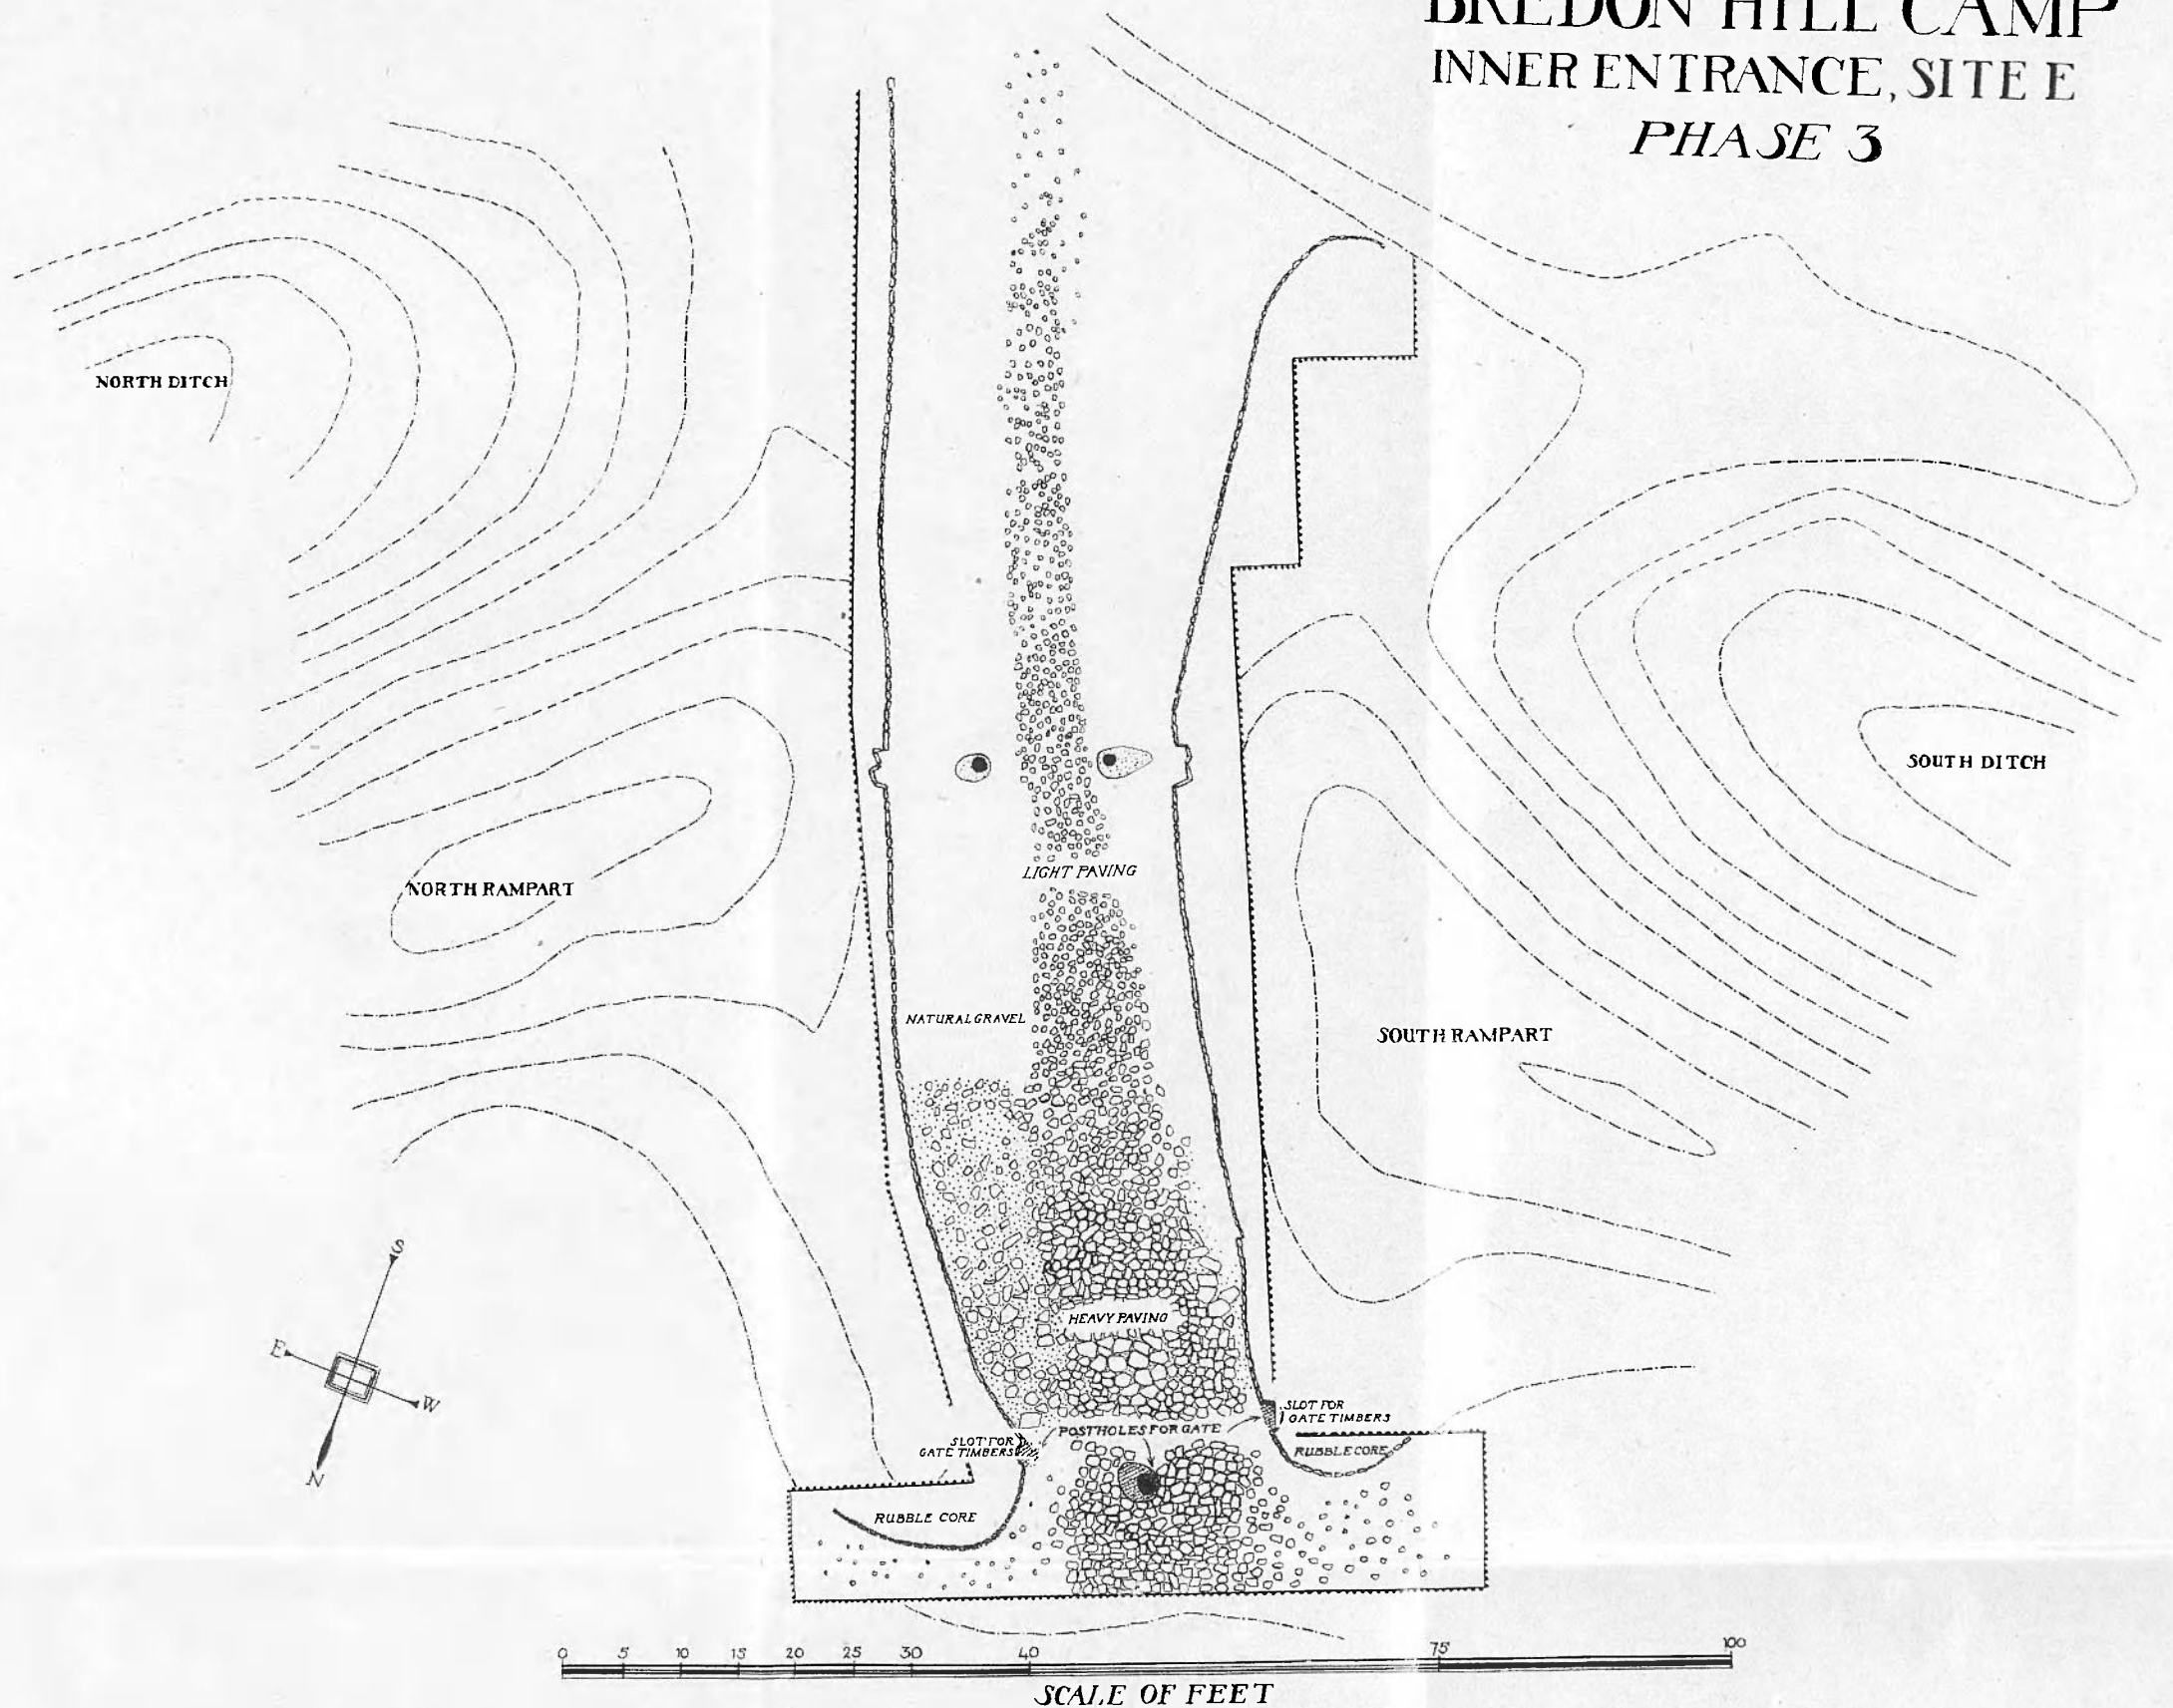 BREDON HILL CAMP
INNER ENTRANCE, SITE E
PHASE 3
NORTH DITCH
SOUTH DITCH
LIGHT PAVING
NORTH RAMPART
NATURAL GRAVEL
SOUTH RAMPART
S
E
W
N
HEAVY PAVING
SLOT FOR
GATE TIMBERS
POSTHOLES FOR GATE
SLOT FOR
GATE TIMBERS
RUBBLE CORE
RUBBLE CORE
0 5 10 15 20 25 30 40 75 100
SCALE OF FEET